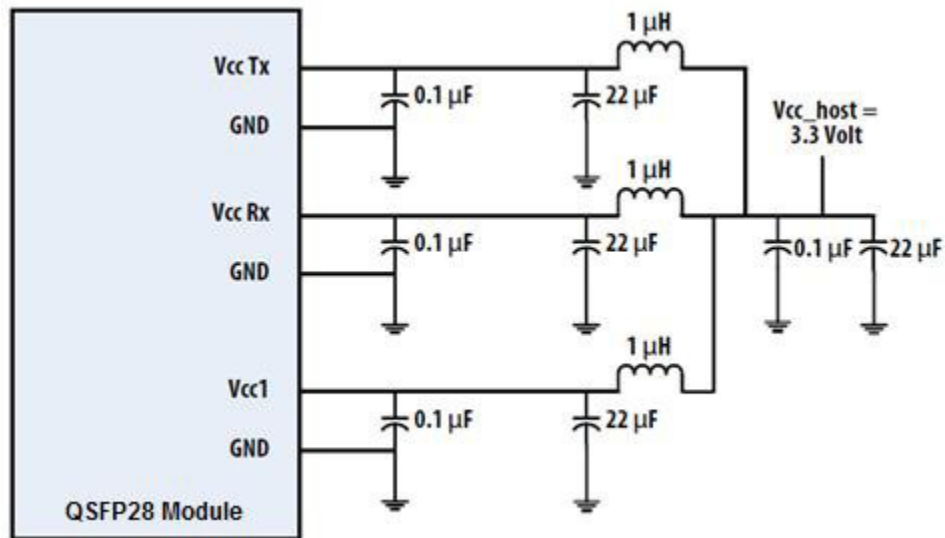 1 µH
Vcc Tx
0.1 µF
22 µF
Vcc_host =
3.3 Volt
GND
1 µH
Vcc Rx
0.1 µF
22 µF
0.1 µF
22 µF
GND
1 µH
Vcc1
0.1 µF
22 µF
GND
QSFP28 Module